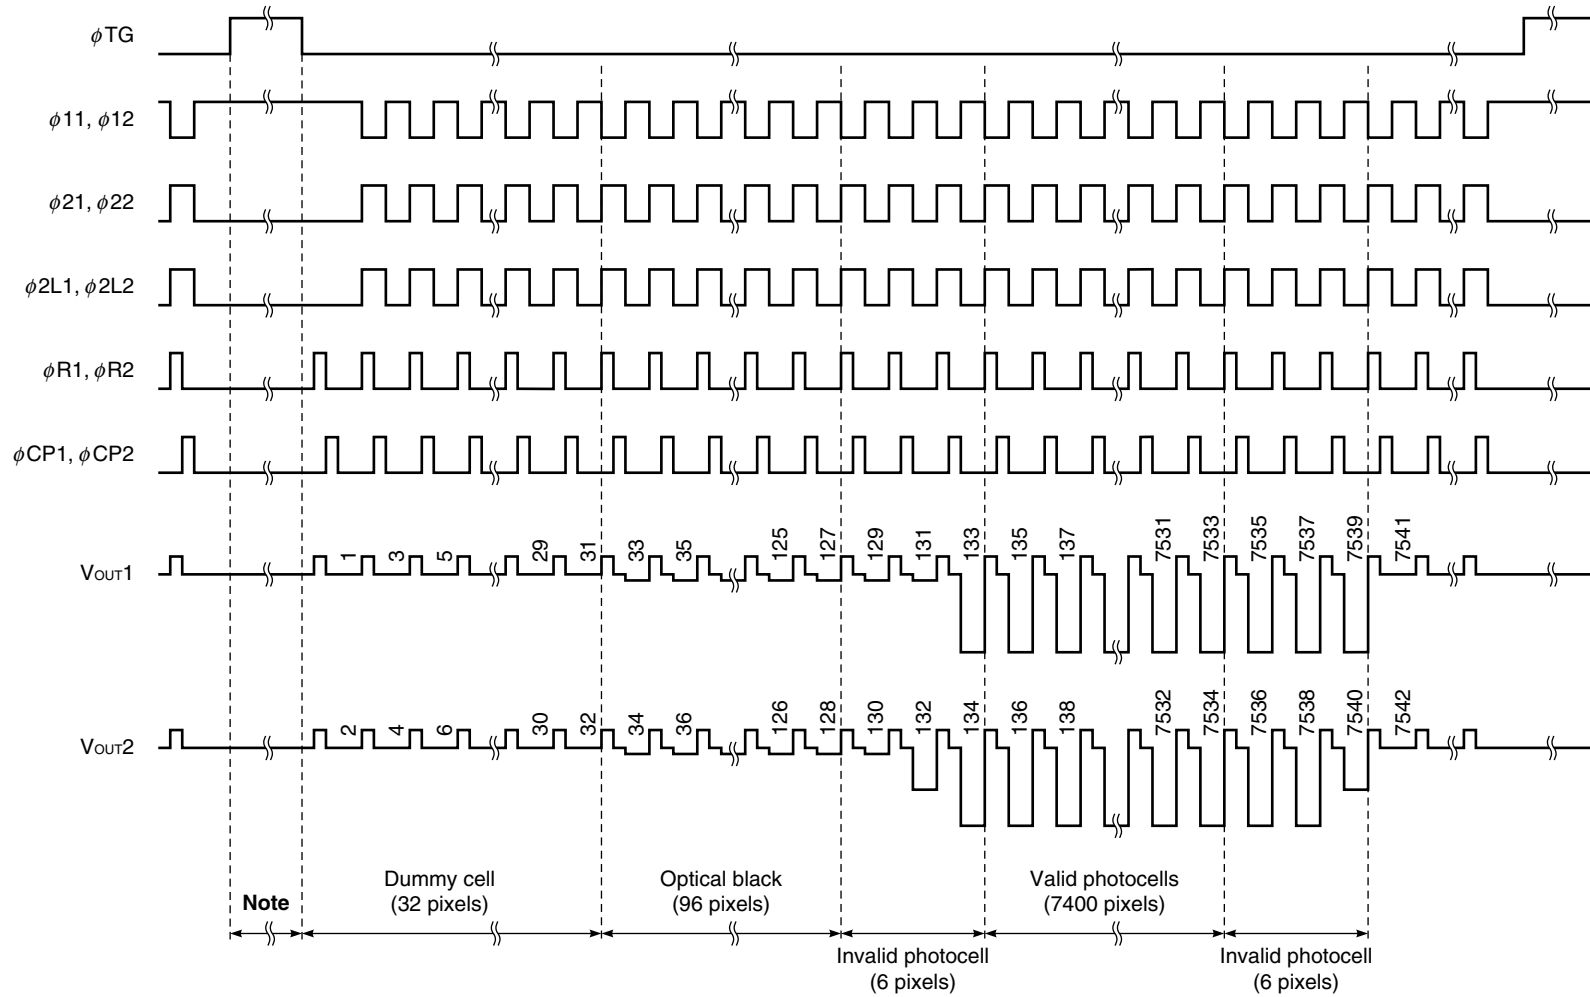 φTG
φ11, φ12
φ21, φ22
φ2L1, φ2L2
φR1, φR2
φCP1, φCP2
1 3 5 29 31 33 35 125 127 129 131 133 135 137 7531 7533 7535 7537 7539 7541
VOUT1
2 4 6 30 32 34 36 126 128 130 132 134 136 138 7532 7534 7536 7538 7540 7542
VOUT2
Note
Dummy cell
(32 pixels)
Optical black
(96 pixels)
Invalid photocell
(6 pixels)
Valid photocells
(7400 pixels)
Invalid photocell
(6 pixels)